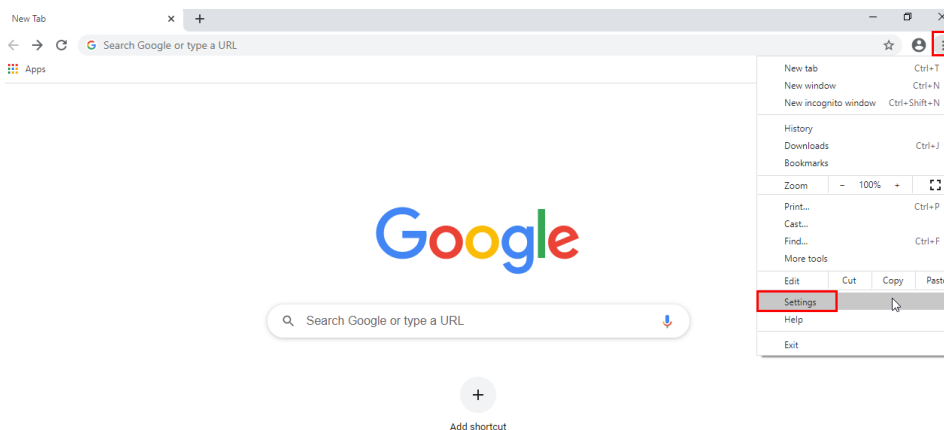 New Tab
Search Google or type a URL
Apps
New tab Ctrl+T
New window Ctrl+N
New incognito window Ctrl+Shift+N
History
Downloads Ctrl+J
Bookmarks
Zoom - 100% +
Print... Ctrl+P
Cast...
Find... Ctrl+F
More tools
Edit Cut Copy Paste
Settings
Help
Exit
Google
Search Google or type a URL
Add shortcut